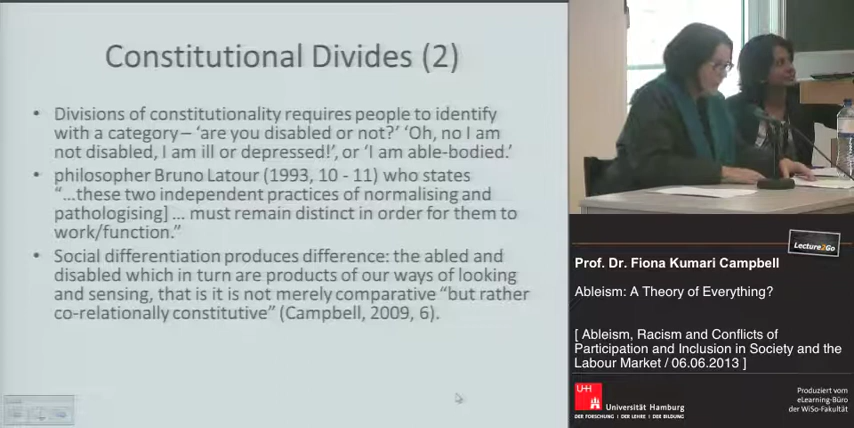 Constitutional Divides (2)
• Divisions of constitutionality requires people to identify
with a category – 'are you disabled or not?' 'Oh, no I am
not disabled, I am ill or depressed!', or 'I am able-bodied.'
• philosopher Bruno Latour (1993, 10 - 11) who states
"...these two independent practices of normalising and
pathologising] ... must remain distinct in order for them to
work/function."
• Social differentiation produces difference: the abled and
disabled which in turn are products of our ways of looking
and sensing, that is it is not merely comparative "but rather
co-relationally constitutive" (Campbell, 2009, 6).
Lecture2Go
Prof. Dr. Fiona Kumari Campbell
Ableism: A Theory of Everything?
[ Ableism, Racism and Conflicts of
Participation and Inclusion in Society and the
Labour Market / 06.06.2013 ]
UH
Universität Hamburg
DER FORSCHUNG | DER LEHRE | DER BILDUNG
Produziert vom
eLearning-Büro
der WiSo-Fakultät